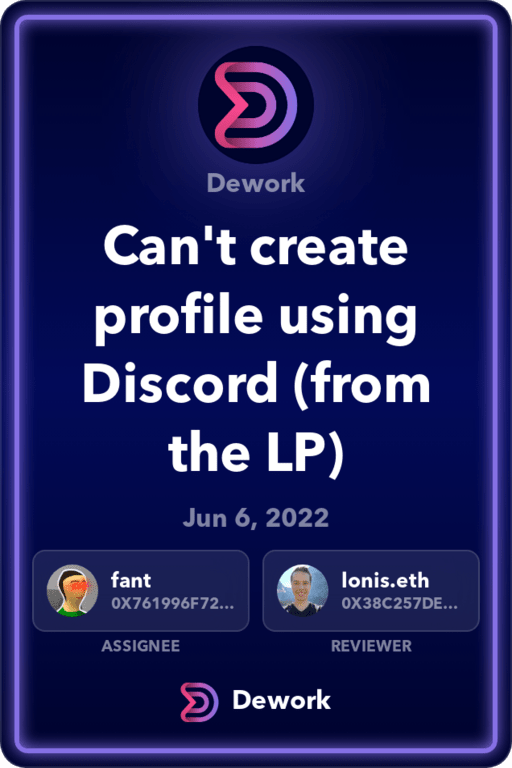 Dework
Can't create
profile using
Discord (from
the LP)
Jun 6, 2022
fant
0X761996F72...
ASSIGNEE
lonis.eth
0X38C257DE...
REVIEWER
Dework